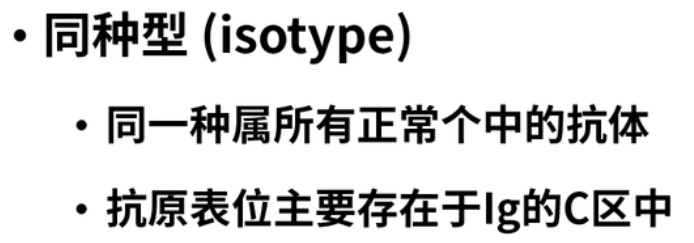 • 同种型 (isotype)
• 同一种属所有正常个中的抗体
• 抗原表位主要存在于Ig的C区中